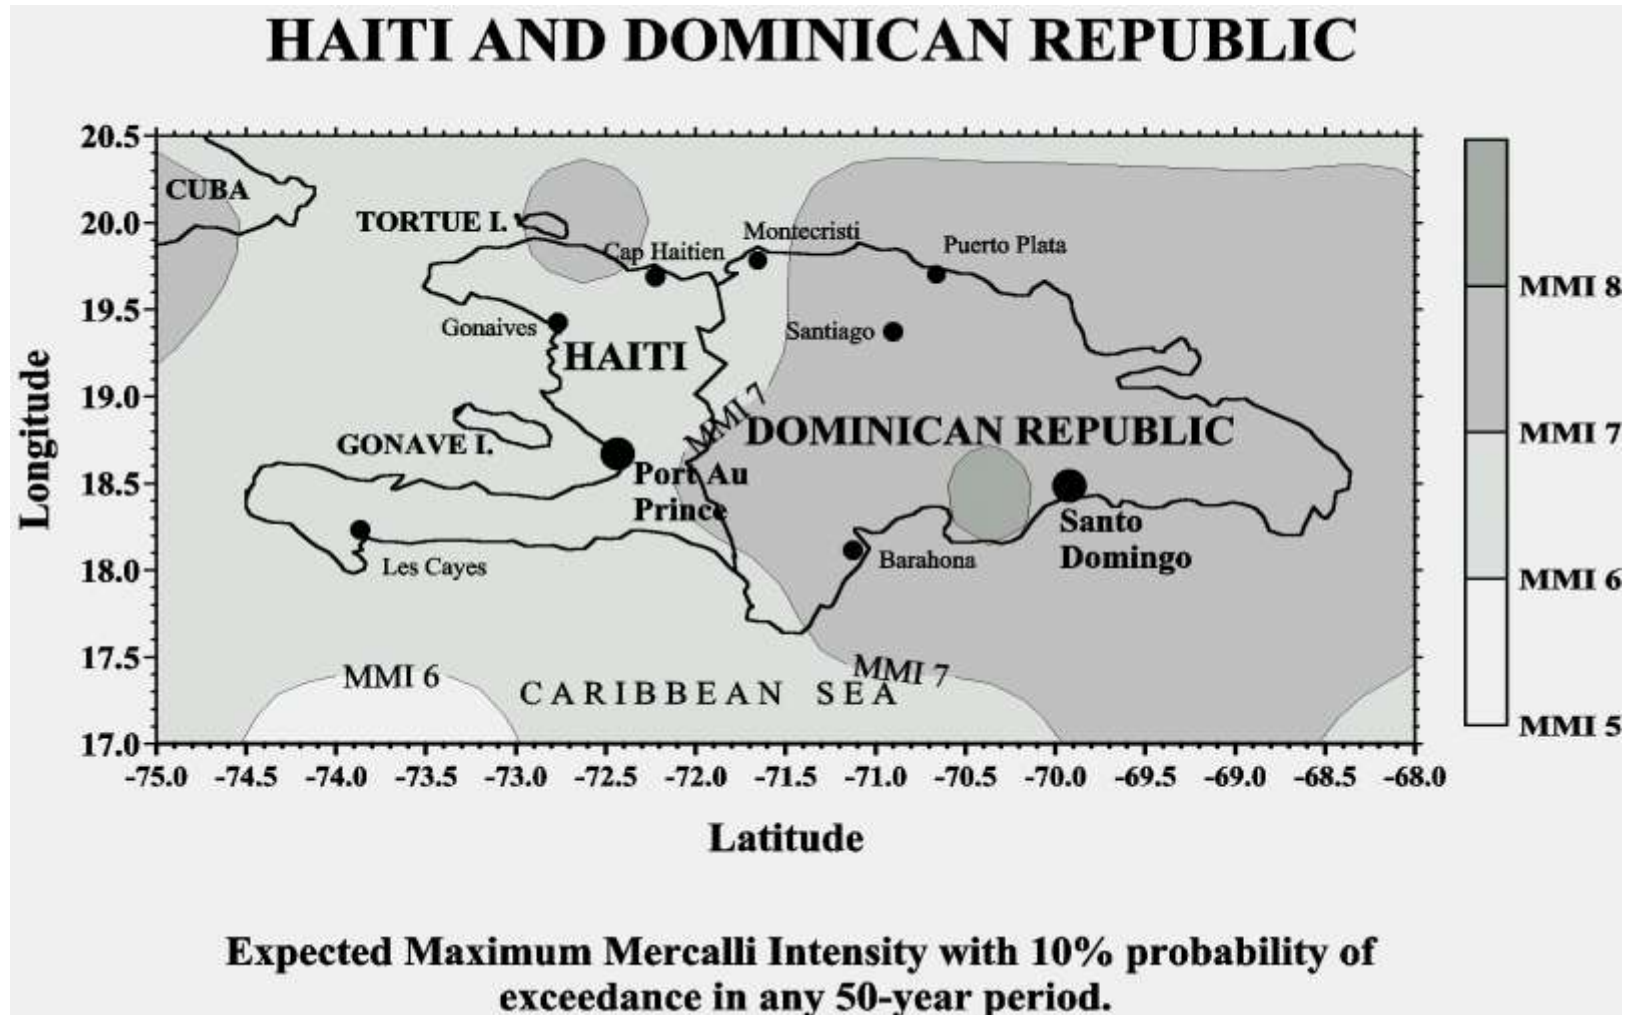 HAITI AND DOMINICAN REPUBLIC
20.5
20.0
19.5
19.0
18.5
18.0
17.5
17.0
Longitude
CUBA
TORTUE I.
Cap Haitien
Montecristi
Puerto Plata
Gonaives
HAITI
Santiago
MMI 7
DOMINICAN REPUBLIC
GONAVE I.
Port Au
Prince
Santo
Domingo
Les Cayes
Barahona
MMI 6
MMI 7
CARIBBEAN SEA
MMI 8
MMI 7
MMI 6
MMI 5
-75.0 -74.5 -74.0 -73.5 -73.0 -72.5 -72.0 -71.5 -71.0 -70.5 -70.0 -69.5 -69.0 -68.5 -68.0
Latitude
Expected Maximum Mercalli Intensity with 10% probability of
exceedance in any 50-year period.